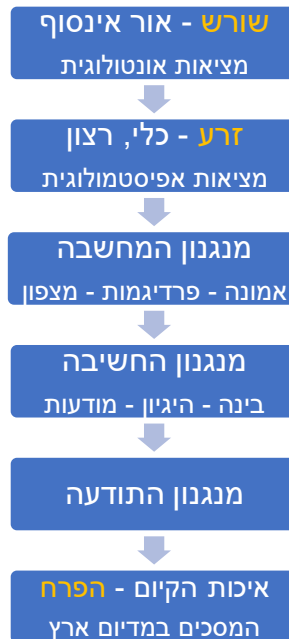 שורש - אור אינסוף
מציאות אונטולוגית
זרע - כלי, רצון
מציאות אפיסטמולוגית
מנגנון המחשבה
אמונה - פרדיגמות - מצפון
מנגנון החשיבה
בינה - היגיון - מודעות
מנגנון התודעה
איכות הקיום - הפרח
המסכים במדיום ארץ